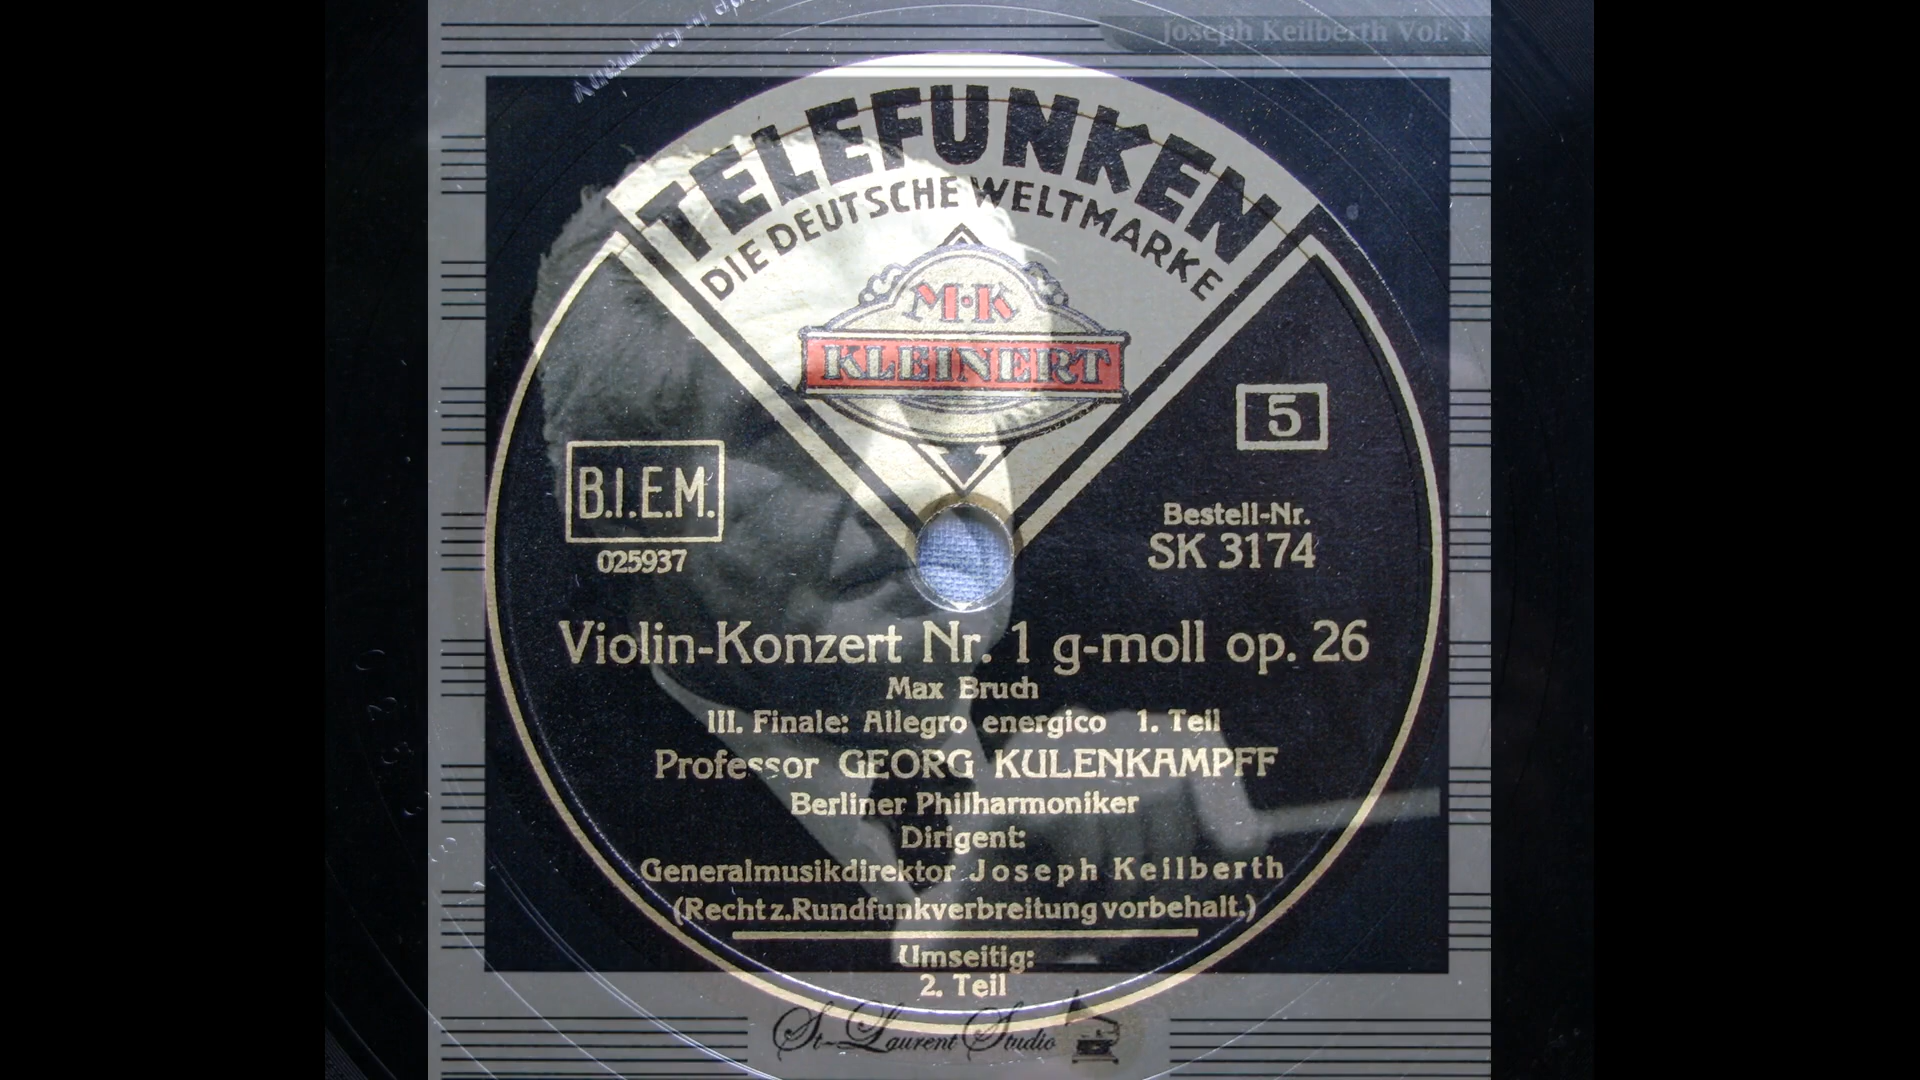 Joseph Keilberth Vol. 1
TELEFUNKEN
DIE DEUTSCHE WELTMARKE
M·K
KLEINERT
5
B.I.E.M.
025937
Bestell-Nr.
SK 3174
Violin-Konzert Nr. 1 g-moll op. 26
Max Bruch
III. Finale: Allegro energico 1. Teil
Professor GEORG KULENKAMPFF
Berliner Philharmoniker
Dirigent:
Generalmusikdirektor Joseph Keilberth
(Recht z. Rundfunkverbreitung vorbehalt.)
Umseitig:
2. Teil
St-Laurent Studio